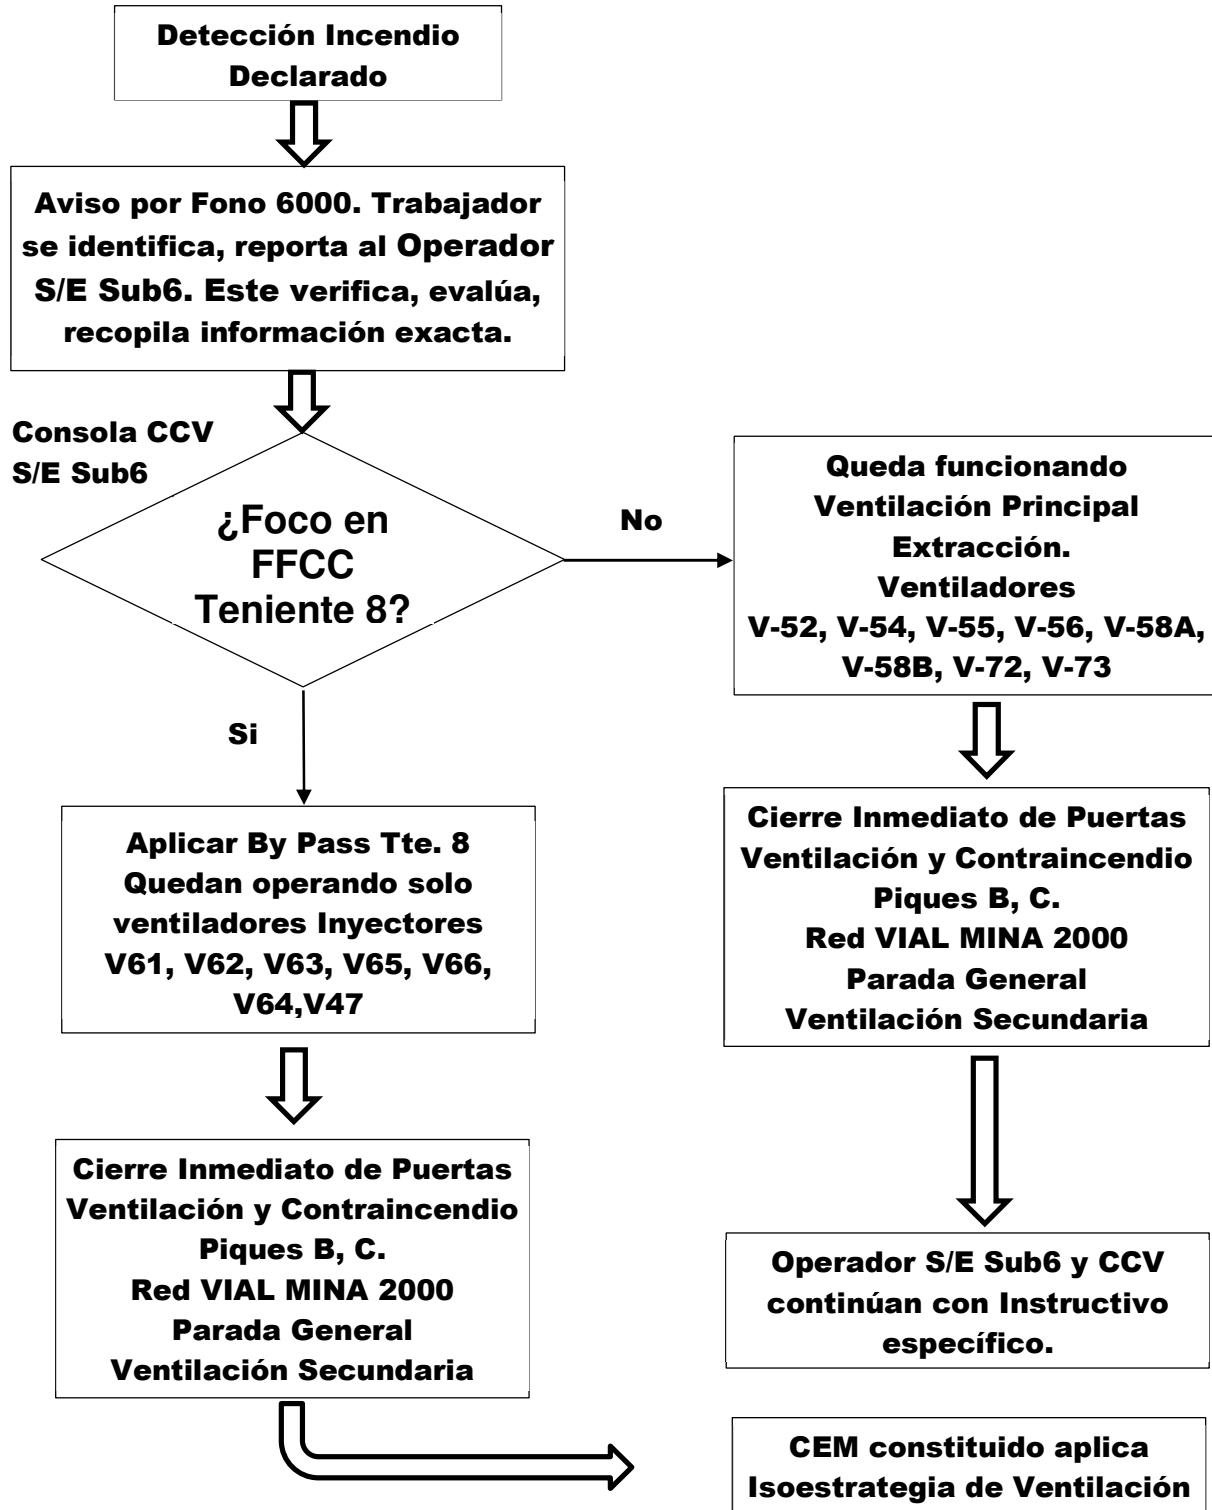 Detección Incendio
Declarado
Aviso por Fono 6000. Trabajador
se identifica, reporta al Operador
S/E Sub6. Este verifica, evalúa,
recopila información exacta.
Consola CCV
S/E Sub6
¿Foco en
FFCC
Teniente 8?
No
Queda funcionando
Ventilación Principal
Extracción.
Ventiladores
V-52, V-54, V-55, V-56, V-58A,
V-58B, V-72, V-73
Si
Aplicar By Pass Tte. 8
Quedan operando solo
ventiladores Inyectores
V61, V62, V63, V65, V66,
V64,V47
Cierre Inmediato de Puertas
Ventilación y Contraincendio
Piques B, C.
Red VIAL MINA 2000
Parada General
Ventilación Secundaria
Cierre Inmediato de Puertas
Ventilación y Contraincendio
Piques B, C.
Red VIAL MINA 2000
Parada General
Ventilación Secundaria
Operador S/E Sub6 y CCV
continúan con Instructivo
específico.
CEM constituido aplica
Isoestrategia de Ventilación